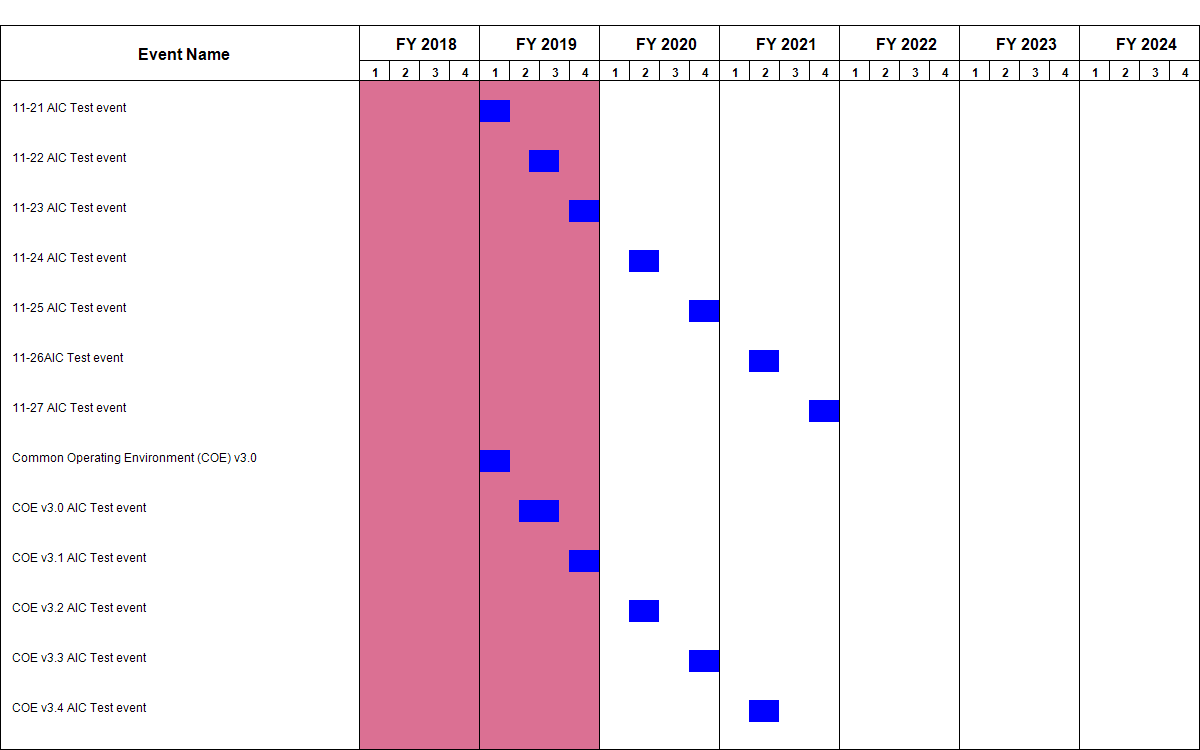 Event Name FY 2018 FY 2019 FY 2020 FY 2021 FY 2022 FY 2023 FY 2024
1 2 3 4 1 2 3 4 1 2 3 4 1 2 3 4 1 2 3 4 1 2 3 4 1 2 3 4
11-21 AIC Test event
11-22 AIC Test event
11-23 AIC Test event
11-24 AIC Test event
11-25 AIC Test event
11-26AIC Test event
11-27 AIC Test event
Common Operating Environment (COE) v3.0
COE v3.0 AIC Test event
COE v3.1 AIC Test event
COE v3.2 AIC Test event
COE v3.3 AIC Test event
COE v3.4 AIC Test event